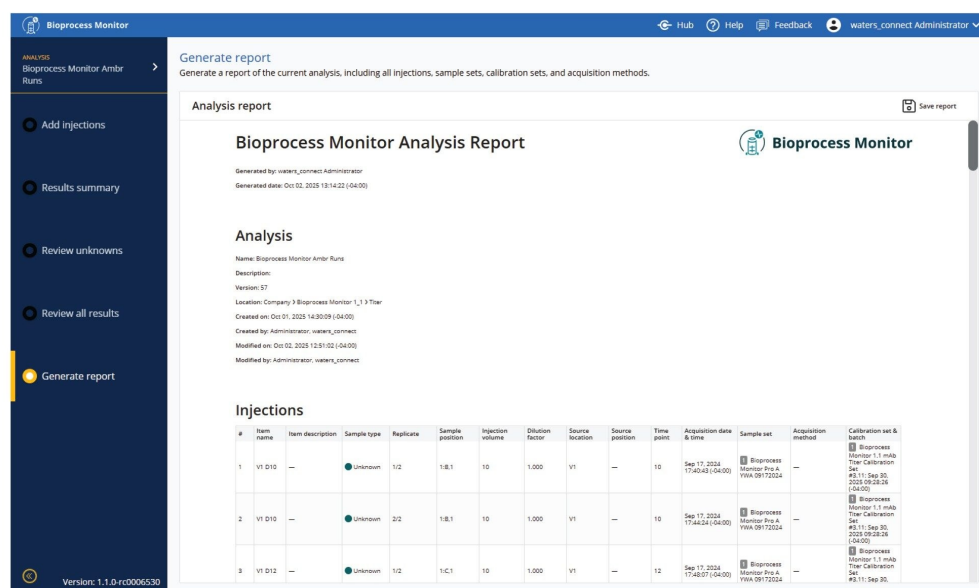 Bioprocess Monitor
Hub
Help
Feedback
waters_connect Administrator
ANALYSIS
Bioprocess Monitor Ambr
Runs
Add injections
Results summary
Review unknowns
Review all results
Generate report
Version: 1.1.0-rc0006530
Generate report
Generate a report of the current analysis, including all injections, sample sets, calibration sets, and acquisition methods.
Analysis report
Save report
Bioprocess Monitor Analysis Report
Bioprocess Monitor
Generated by: waters_connect Administrator
Generated date: Oct 02, 2025 13:14:22 (-04:00)
Analysis
Name: Bioprocess Monitor Ambr Runs
Description:
Version: 57
Location: Company > Bioprocess Monitor 1_1 > Titer
Created on: Oct 01, 2025 14:30:09 (-04:00)
Created by: Administrator, waters_connect
Modified on: Oct 02, 2025 12:51:02 (-04:00)
Modified by: Administrator, waters_connect
Injections
# Item name Item description Sample type Replicate Sample position Injection volume Dilution factor Source location Source position Time point Acquisition date & time Sample set Acquisition method Calibration set & batch
1 V1 D10 — Unknown 1/2 1:B,1 10 1.000 V1 — 10 Sep 17, 2024 17:40:43 (-04:00) 1 Bioprocess Monitor Pro A YWA 09172024 — 1 Bioprocess Monitor 1.1 mAb Titer Calibration Set #3.11: Sep 30, 2025 09:28:26 (-04:00)
2 V1 D10 — Unknown 2/2 1:B,1 10 1.000 V1 — 10 Sep 17, 2024 17:44:24 (-04:00) 1 Bioprocess Monitor Pro A YWA 09172024 — 1 Bioprocess Monitor 1.1 mAb Titer Calibration Set #3.11: Sep 30, 2025 09:28:26 (-04:00)
3 V1 D12 — Unknown 1/2 1:C,1 10 1.000 V1 — 12 Sep 17, 2024 17:48:07 (-04:00) 1 Bioprocess Monitor Pro A YWA 09172024 — 1 Bioprocess Monitor 1.1 mAb Titer Calibration Set #3.11: Sep 30,